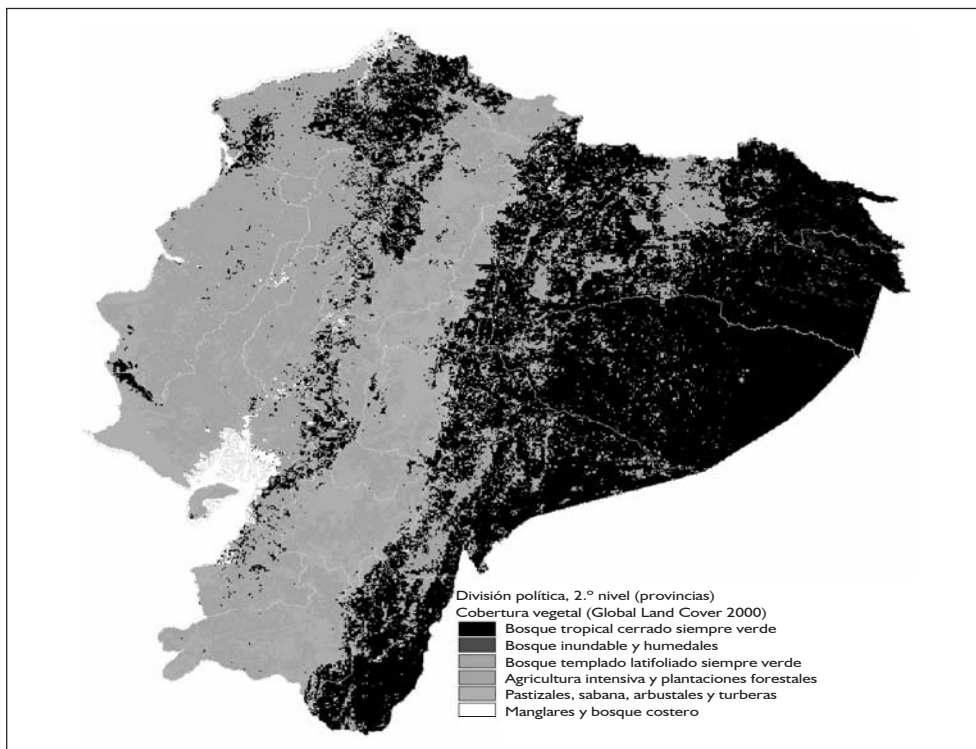 División política, 2.º nivel (provincias)
Cobertura vegetal (Global Land Cover 2000)
Bosque tropical cerrado siempre verde
Bosque inundable y humedales
Bosque templado latifoliado siempre verde
Agricultura intensiva y plantaciones forestales
Pastizales, sabana, arbustales y turberas
Manglares y bosque costero